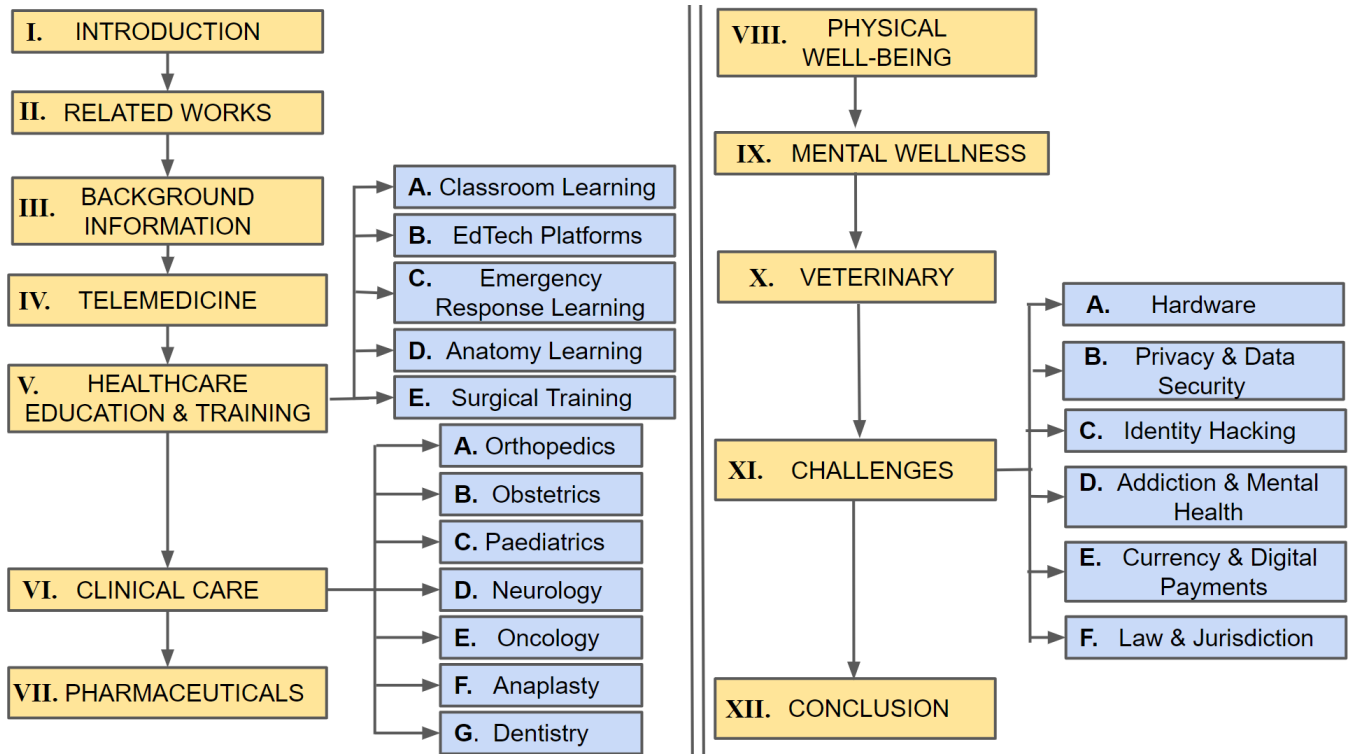 I. INTRODUCTION
II. RELATED WORKS
III. BACKGROUND
INFORMATION
IV. TELEMEDICINE
V. HEALTHCARE
EDUCATION & TRAINING
A. Classroom Learning
B. EdTech Platforms
C. Emergency
Response Learning
D. Anatomy Learning
E. Surgical Training
VI. CLINICAL CARE
A. Orthopedics
B. Obstetrics
C. Paediatrics
D. Neurology
E. Oncology
F. Anaplasty
G. Dentistry
VII. PHARMACEUTICALS
VIII. PHYSICAL
WELL-BEING
IX. MENTAL WELLNESS
X. VETERINARY
XI. CHALLENGES
A. Hardware
B. Privacy & Data
Security
C. Identity Hacking
D. Addiction & Mental
Health
E. Currency & Digital
Payments
F. Law & Jurisdiction
XII. CONCLUSION